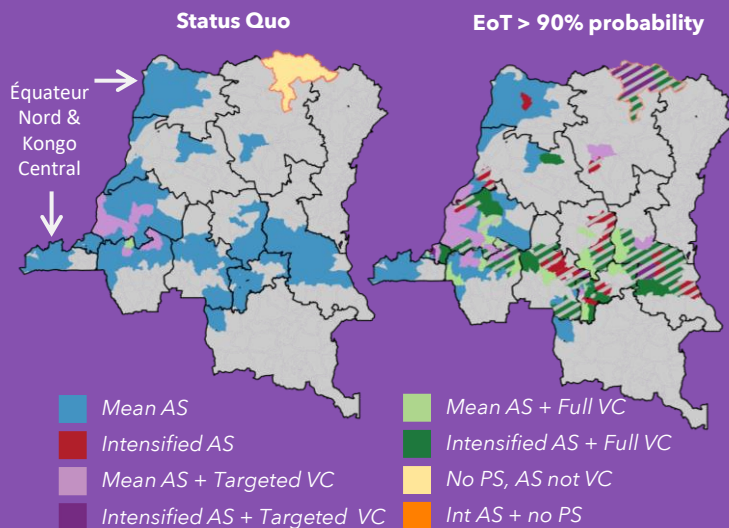 Status Quo
EoT > 90% probability
Équateur
Nord &
Kongo
Central
Mean AS
Intensified AS
Mean AS + Targeted VC
Intensified AS + Targeted VC
Mean AS + Full VC
Intensified AS + Full VC
No PS, AS not VC
Int AS + no PS